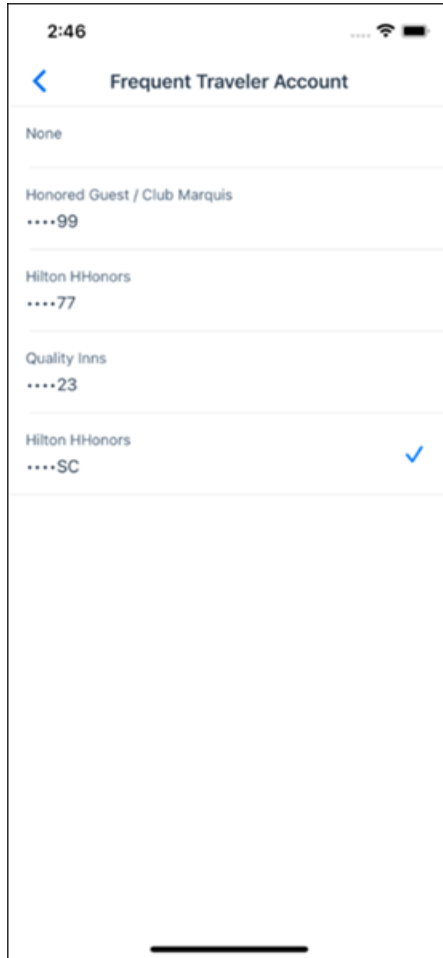 2:46
Frequent Traveler Account
None
Honored Guest / Club Marquis
••••99
Hilton HHonors
••••77
Quality Inns
••••23
Hilton HHonors
••••SC